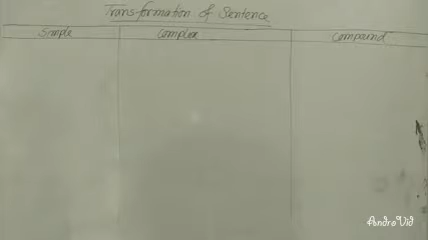 Transformation of Sentence
Simple Complex Compound
AndroVid